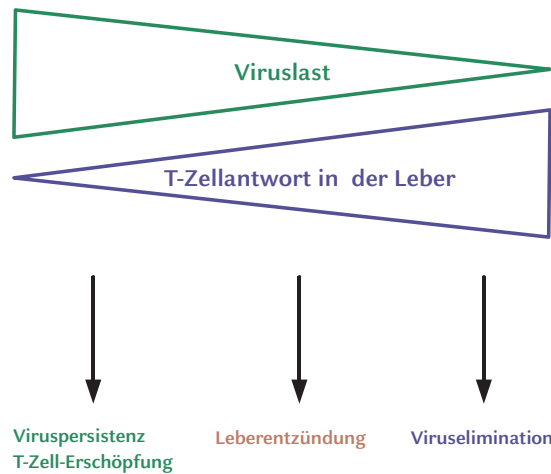 Viruslast
T-Zellantwort in der Leber
Viruspersistenz
T-Zell-Erschöpfung
Leberentzündung
Viruselimination